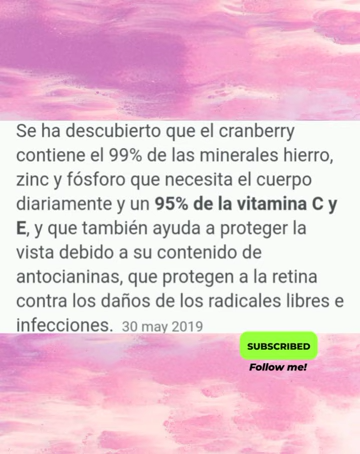 Se ha descubierto que el cranberry
contiene el 99% de las minerales hierro,
zinc y fósforo que necesita el cuerpo
diariamente y un 95% de la vitamina C y
E, y que también ayuda a proteger la
vista debido a su contenido de
antocianinas, que protegen a la retina
contra los daños de los radicales libres e
infecciones. 30 may 2019
SUBSCRIBED
Follow me!